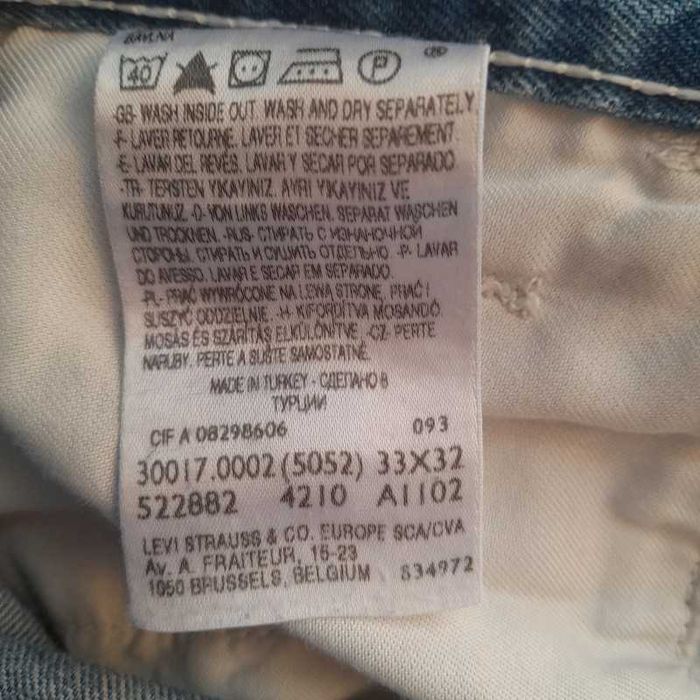 BAVLNA
40 P
-GB- WASH INSIDE OUT. WASH AND DRY SEPARATELY
-F- LAVER RETOURNE. LAVER ET SECHER SEPAREMENT.
-E- LAVAR DEL REVÉS. LAVAR Y SECAR POR SEPARADO.
-TR- TERSTEN YIKAYINIZ. AYRI YIKAYINIZ VE
KURUTUNUZ. -D- VON LINKS WASCHEN. SEPARAT WASCHEN
UND TROCKNEN. -RUS- СТИРАТЬ С ИЗНАНОЧНОЙ
СТОРОНЫ. СТИРАТЬ И СУШИТЬ ОТДЕЛЬНО. -P- LAVAR
DO AVESSO. LAVAR E SECAR EM SEPARADO.
-PL- PRAĆ WYWRÓCONE NA LEWĄ STRONĘ. PRAĆ I
SUSZYĆ ODDZIELNIE. -H- KIFORDÍTVA MOSANDÓ.
MOSÁS ÉS SZÁRÍTÁS ELKÜLÖNÍTVE. -CZ- PERTE
NARUBY. PERTE A SUŠTE SAMOSTATNĚ.
MADE IN TURKEY - СДЕЛАНО В
ТУРЦИИ
CIF A 08298606 093
30017.0002 (5052) 33X32
522882 4210 A1102
LEVI STRAUSS & CO. EUROPE SCA/CVA
Av. A. FRAITEUR, 15-23
1050 BRUSSELS, BELGIUM 834972